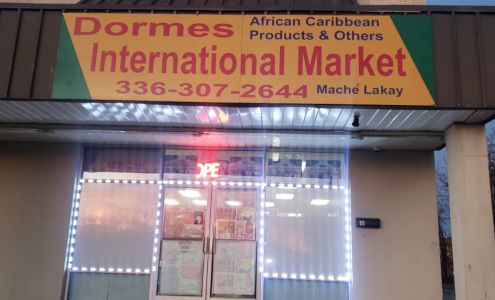 Dormes African Caribbean
Products & Others
International Market
336-307-2644 Mache Lakay
OPE